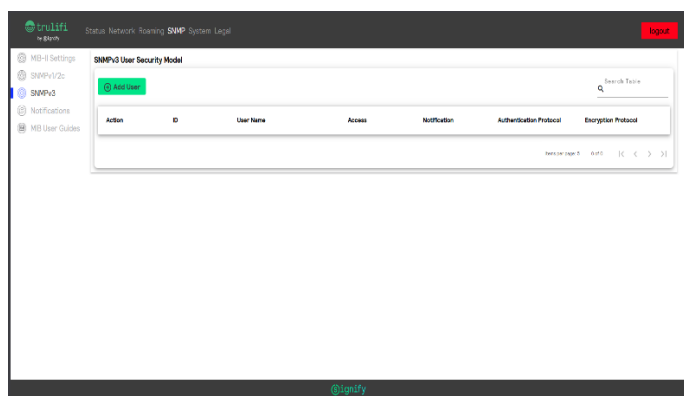 trulifi
by Signify
Status Network Roaming SNMP System Legal
logout
MIB-II Settings
SNMPv1/2c
SNMPv3
Notifications
MIB User Guides
SNMPv3 User Security Model
Add User
Search Table
Action ID User Name Access Notification Authentication Protocol Encryption Protocol
Items per page: 5 0 of 0
Signify